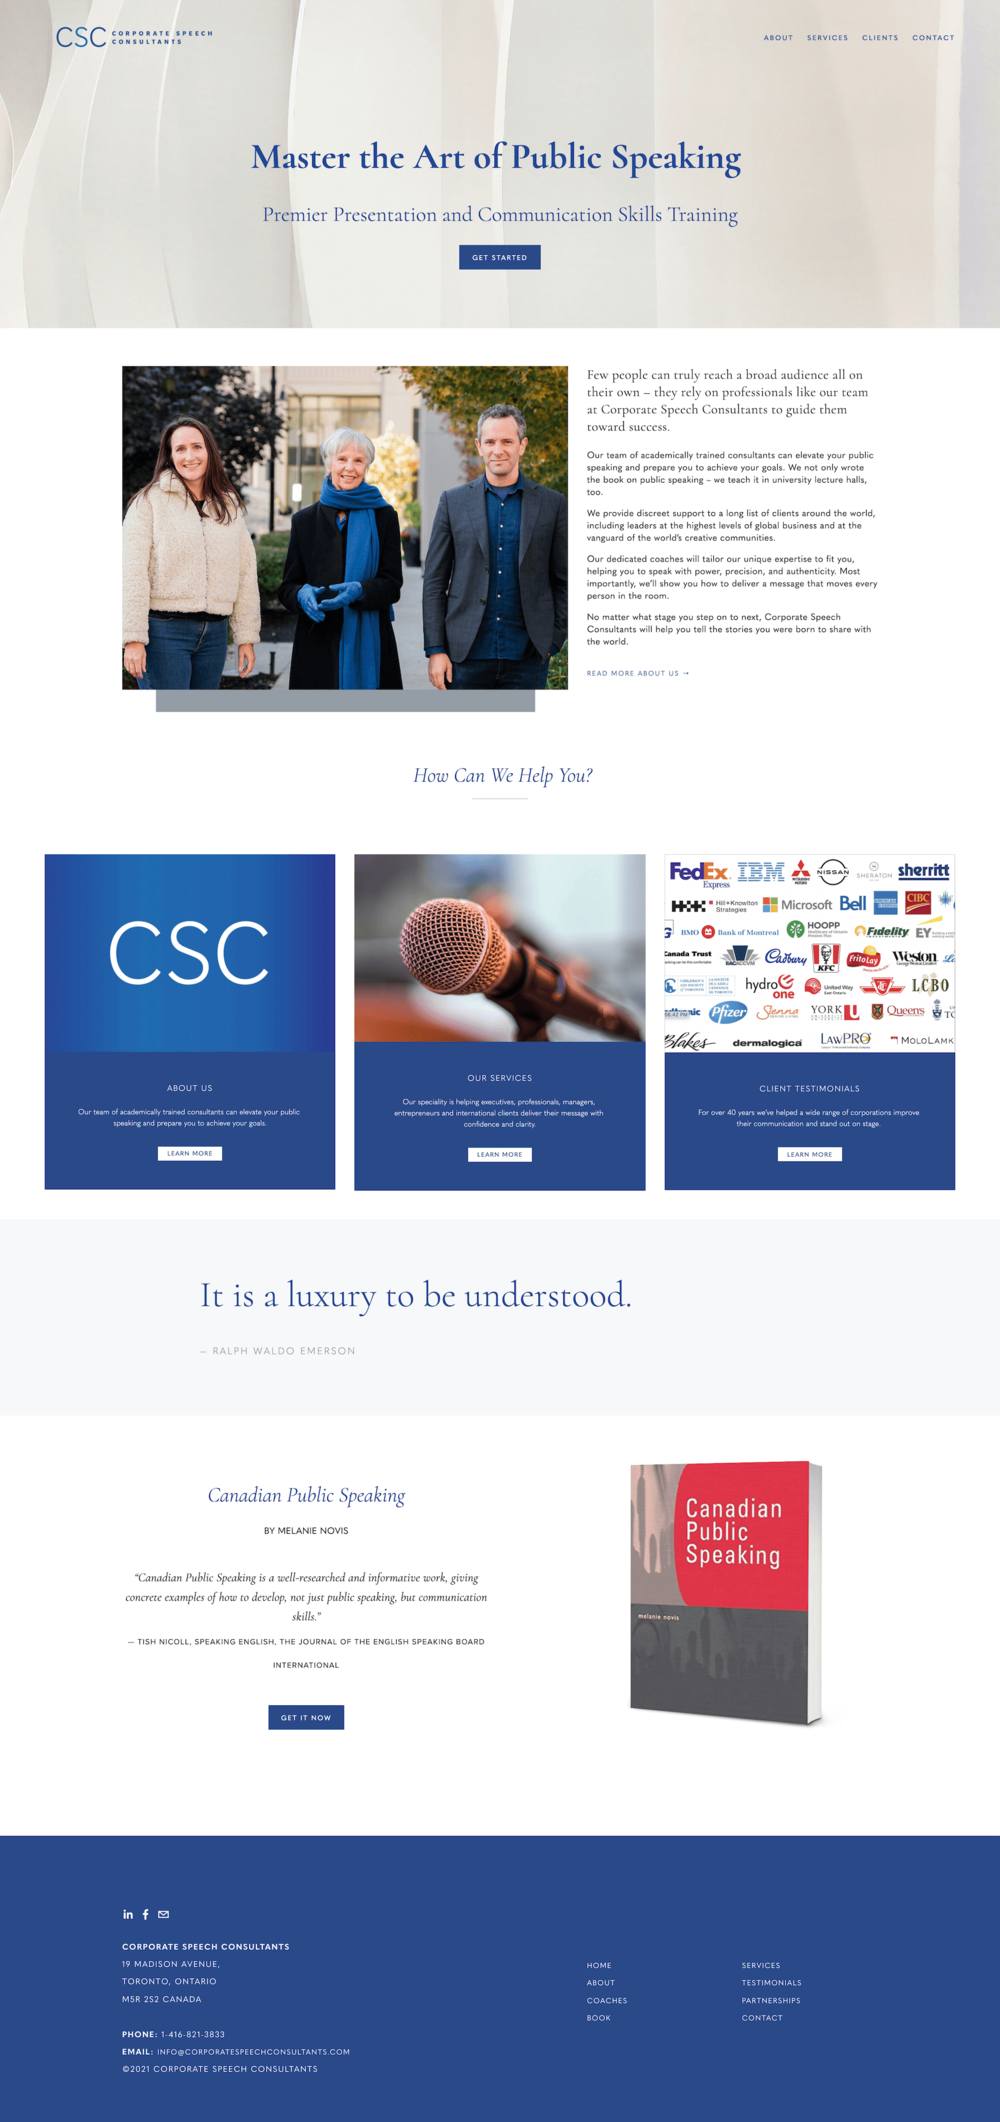 CSC CORPORATE SPEECH
CONSULTANTS
ABOUT SERVICES CLIENTS CONTACT
Master the Art of Public Speaking
Premier Presentation and Communication Skills Training
GET STARTED
Few people can truly reach a broad audience all on
their own – they rely on professionals like our team
at Corporate Speech Consultants to guide them
toward success.
Our team of academically trained consultants can elevate your public
speaking and prepare you to achieve your goals. We not only wrote
the book on public speaking – we teach it in university lecture halls,
too.
We provide discreet support to a long list of clients around the world,
including leaders at the highest levels of global business and at the
vanguard of the world's creative communities.
Our dedicated coaches will tailor our unique expertise to fit you,
helping you to speak with power, precision, and authenticity. Most
importantly, we'll show you how to deliver a message that moves every
person in the room.
No matter what stage you step on to next, Corporate Speech
Consultants will help you tell the stories you were born to share with
the world.
READ MORE ABOUT US →
How Can We Help You?
CSC
ABOUT US
Our team of academically trained consultants can elevate your public
speaking and prepare you to achieve your goals.
LEARN MORE
OUR SERVICES
Our speciality is helping executives, professionals, managers,
entrepreneurs and international clients deliver their message with
confidence and clarity.
LEARN MORE
FedEx Express IBM MITSUBISHI MOTORS NISSAN SHERATON sherritt
Hill+Knowlton Strategies Microsoft Bell CIBC
BMO Bank of Montreal HOOPP Fidelity EY
Canada Trust Cadbury KFC FritoLay Weston
hydro one United Way LCBO
Pfizer Sienna YORK U Queen's
Blakes dermalogica LAWPRO MOLOLAMK
CLIENT TESTIMONIALS
For over 40 years we've helped a wide range of corporations improve
their communication and stand out on stage.
LEARN MORE
It is a luxury to be understood.
— RALPH WALDO EMERSON
Canadian Public Speaking
BY MELANIE NOVIS
“Canadian Public Speaking is a well-researched and informative work, giving
concrete examples of how to develop, not just public speaking, but communication
skills.”
— TISH NICOLL, SPEAKING ENGLISH, THE JOURNAL OF THE ENGLISH SPEAKING BOARD
INTERNATIONAL
GET IT NOW
Canadian
Public
Speaking
melanie novis
CORPORATE SPEECH CONSULTANTS
19 MADISON AVENUE,
TORONTO, ONTARIO
M5R 2S2 CANADA
PHONE: 1-416-821-3833
EMAIL: INFO@CORPORATESPEECHCONSULTANTS.COM
©2021 CORPORATE SPEECH CONSULTANTS
HOME
ABOUT
COACHES
BOOK
SERVICES
TESTIMONIALS
PARTNERSHIPS
CONTACT